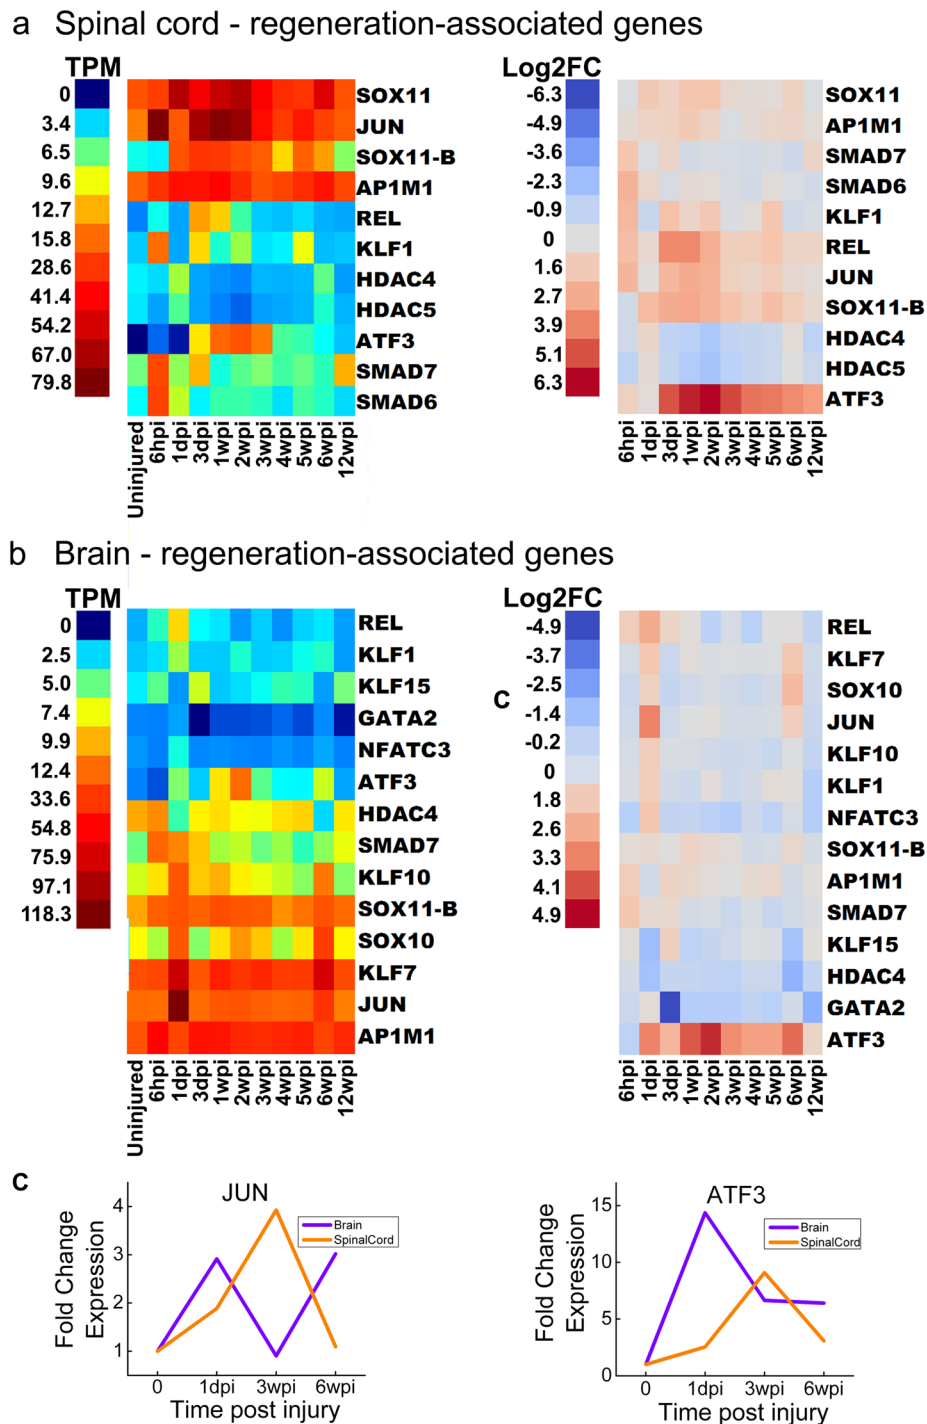 a Spinal cord - regeneration-associated genes
TPM
0
3.4
6.5
9.6
12.7
15.8
28.6
41.4
54.2
67.0
79.8
SOX11
JUN
SOX11-B
AP1M1
REL
KLF1
HDAC4
HDAC5
ATF3
SMAD7
SMAD6
Uninjured
6hpi
1dpi
3dpi
1wpi
2wpi
3wpi
4wpi
5wpi
6wpi
12wpi
Log2FC
-6.3
-4.9
-3.6
-2.3
-0.9
0
1.6
2.7
3.9
5.1
6.3
SOX11
AP1M1
SMAD7
SMAD6
KLF1
REL
JUN
SOX11-B
HDAC4
HDAC5
ATF3
6hpi
1dpi
3dpi
1wpi
2wpi
3wpi
4wpi
5wpi
6wpi
12wpi
b Brain - regeneration-associated genes
TPM
0
2.5
5.0
7.4
9.9
12.4
33.6
54.8
75.9
97.1
118.3
REL
KLF1
KLF15
GATA2
NFATC3
ATF3
HDAC4
SMAD7
KLF10
SOX11-B
SOX10
KLF7
JUN
AP1M1
Uninjured
6hpi
1dpi
3dpi
1wpi
2wpi
3wpi
4wpi
5wpi
6wpi
12wpi
Log2FC
-4.9
-3.7
-2.5
-1.4
-0.2
0
1.8
2.6
3.3
4.1
4.9
c
REL
KLF7
SOX10
JUN
KLF10
KLF1
NFATC3
SOX11-B
AP1M1
SMAD7
KLF15
HDAC4
GATA2
ATF3
6hpi
1dpi
3dpi
1wpi
2wpi
3wpi
4wpi
5wpi
6wpi
12wpi
c
JUN
Brain
SpinalCord
Fold Change
Expression
4
3
2
1
0
1dpi
3wpi
6wpi
Time post injury
ATF3
Brain
SpinalCord
Fold Change
Expression
15
10
5
0
0
1dpi
3wpi
6wpi
Time post injury